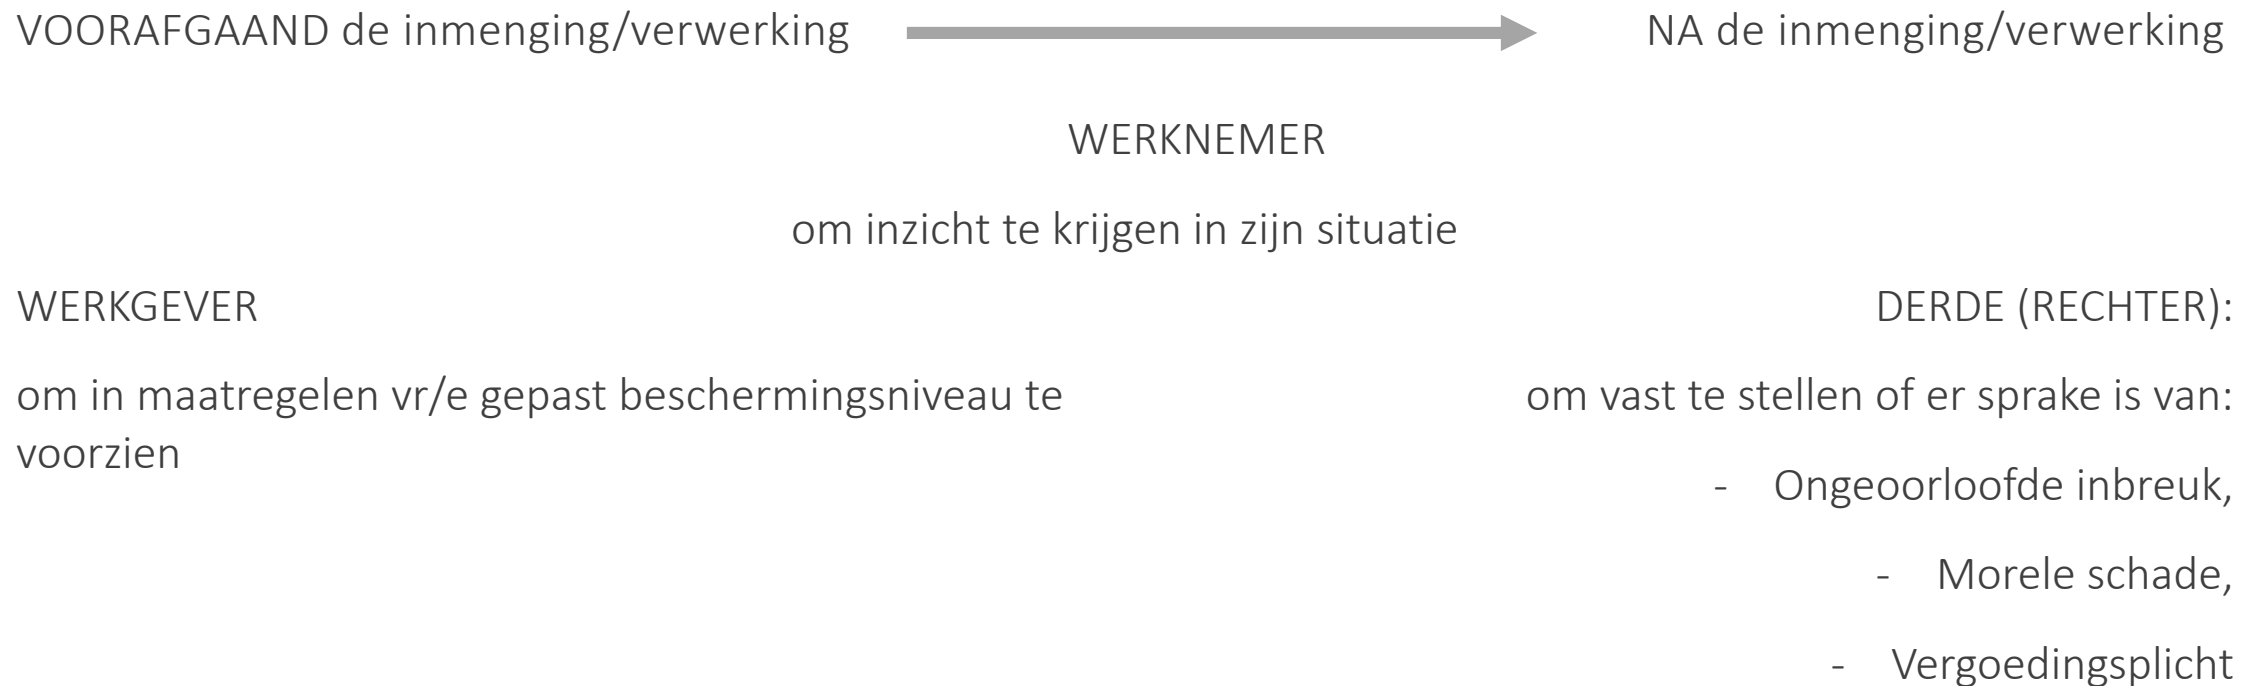 VOORAFGAAND de inmenging/verwerking
NA de inmenging/verwerking
WERKNEMER
om inzicht te krijgen in zijn situatie
WERKGEVER
om in maatregelen vr/e gepast beschermingsniveau te
voorzien
DERDE (RECHTER):
om vast te stellen of er sprake is van:
- Ongeoorloofde inbreuk,
- Morele schade,
- Vergoedingsplicht